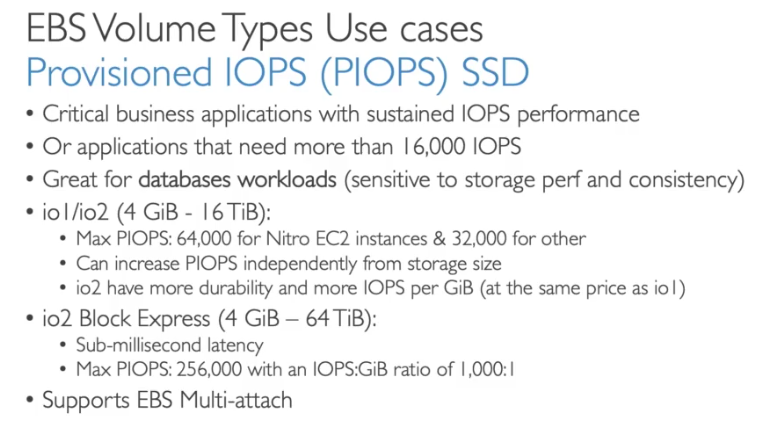 EBS Volume Types Use cases
Provisioned IOPS (PIOPS) SSD
• Critical business applications with sustained IOPS performance
• Or applications that need more than 16,000 IOPS
• Great for databases workloads (sensitive to storage perf and consistency)
• io1/io2 (4 GiB - 16 TiB):
• Max PIOPS: 64,000 for Nitro EC2 instances & 32,000 for other
• Can increase PIOPS independently from storage size
• io2 have more durability and more IOPS per GiB (at the same price as io1)
• io2 Block Express (4 GiB – 64 TiB):
• Sub-millisecond latency
• Max PIOPS: 256,000 with an IOPS:GiB ratio of 1,000:1
• Supports EBS Multi-attach